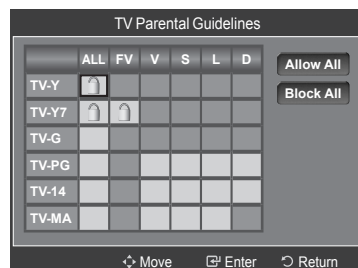 TV Parental Guidelines
ALL FV V S L D
Allow All
Block All
TV-Y
TV-Y7
TV-G
TV-PG
TV-14
TV-MA
Move Enter Return